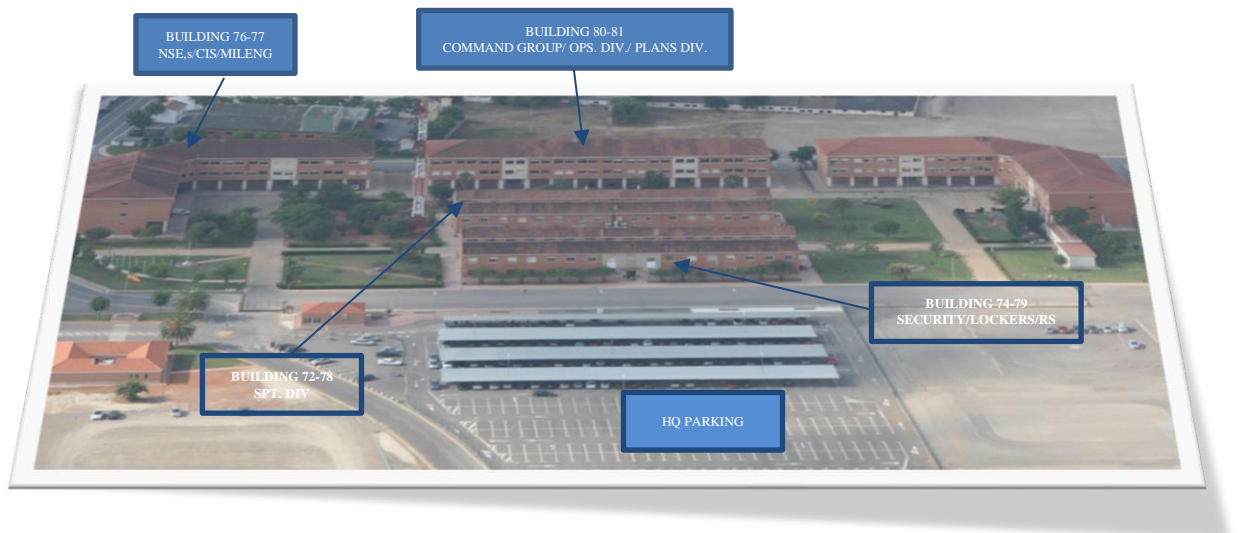 BUILDING 76-77
NSE,s/CIS/MILENG
BUILDING 80-81
COMMAND GROUP/ OPS. DIV./ PLANS DIV.
BUILDING 74-79
SECURITY/LOCKERS/RS
BUILDING 72-78
SPT. DIV
HQ PARKING